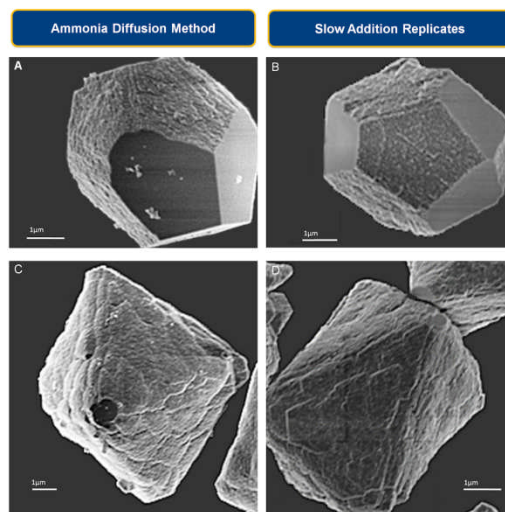 Ammonia Diffusion Method
Slow Addition Replicates
A
B
1μm
1μm
C
D
1μm
1μm